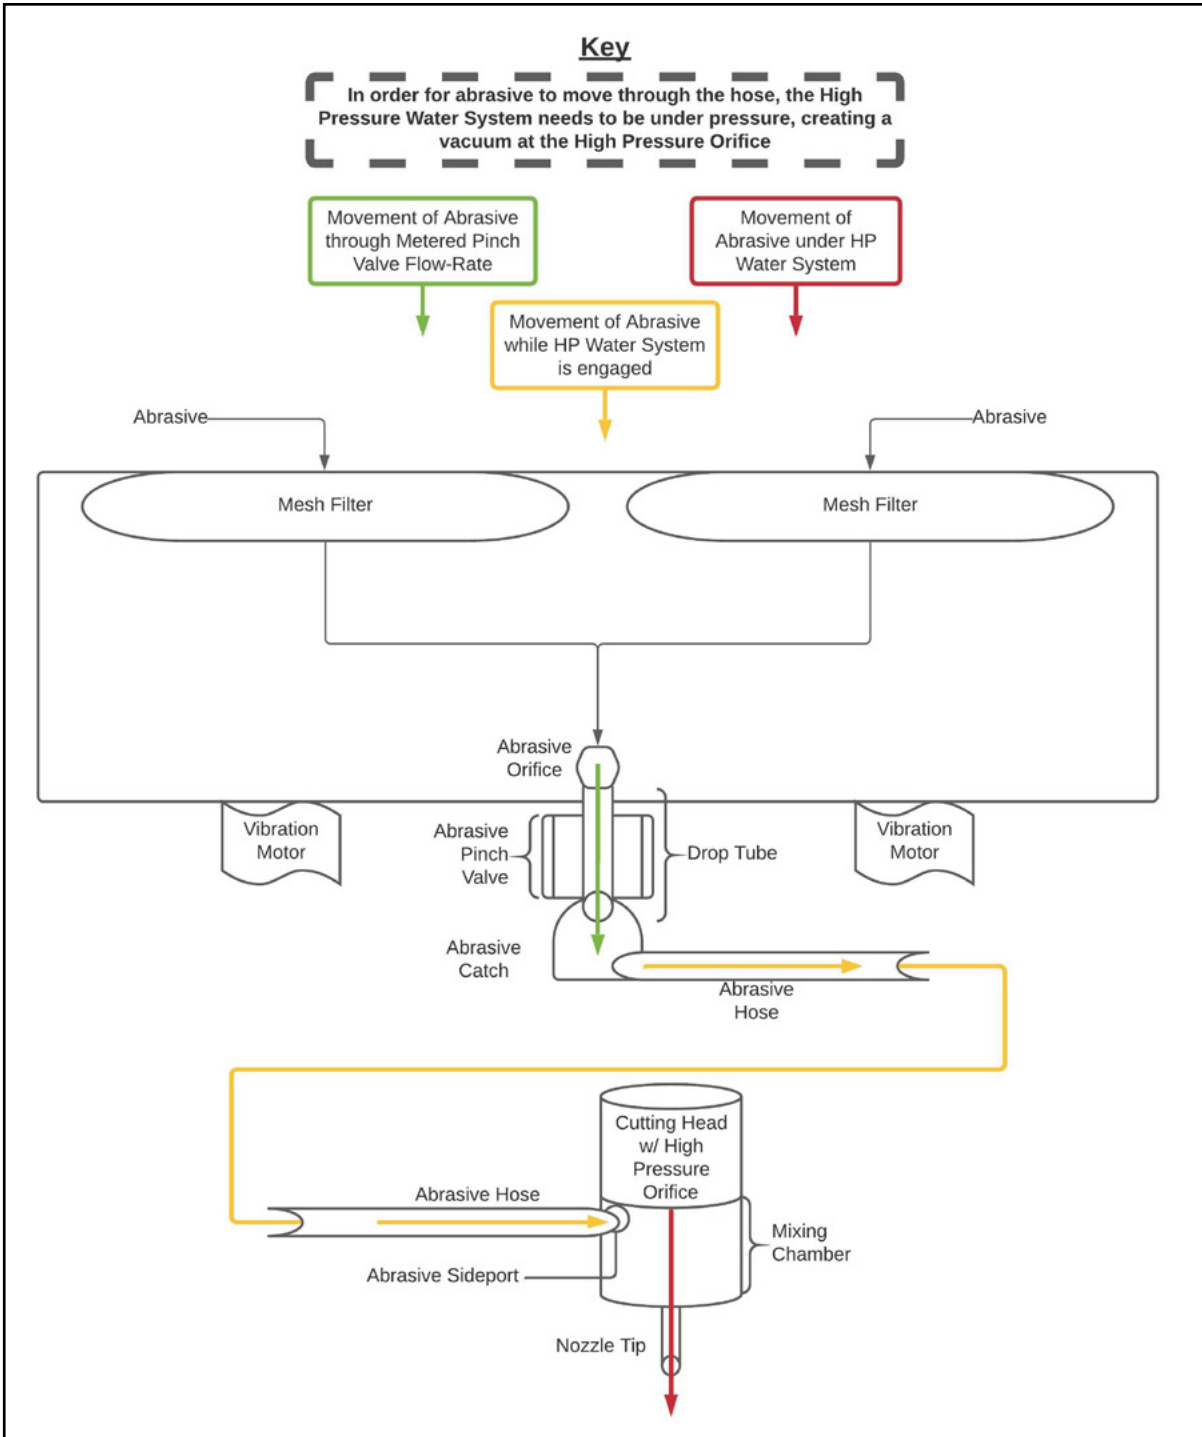 Key
In order for abrasive to move through the hose, the High
Pressure Water System needs to be under pressure, creating a
vacuum at the High Pressure Orifice
Movement of Abrasive
through Metered Pinch
Valve Flow-Rate
Movement of
Abrasive under HP
Water System
Movement of Abrasive
while HP Water System
is engaged
Abrasive
Abrasive
Mesh Filter
Mesh Filter
Abrasive
Orifice
Vibration
Motor
Abrasive
Pinch
Valve
Drop Tube
Vibration
Motor
Abrasive
Catch
Abrasive
Hose
Cutting Head
w/ High
Pressure
Orifice
Abrasive Hose
Mixing
Chamber
Abrasive Sideport
Nozzle Tip